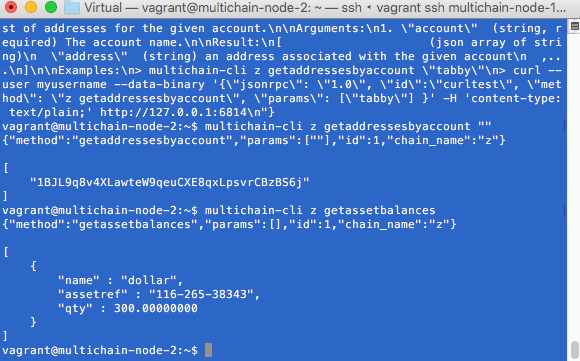 Virtual — vagrant@multichain-node-2: ~ — ssh ◂ vagrant ssh multichain-node-1...
st of addresses for the given account.\n\nArguments:\n1. \"account\"  (string, r
equired) The account name.\n\nResult:\n[                     (json array of stri
ng)\n  \"address\"  (string) an address associated with the given account\n  ,..
.\n]\n\nExamples:\n> multichain-cli z getaddressesbyaccount \"tabby\"\n> curl --
user myusername --data-binary '{\"jsonrpc\": \"1.0\", \"id\":\"curltest\", \"met
hod\": \"z getaddressesbyaccount\", \"params\": [\"tabby\"] }' -H 'content-type:
 text/plain;' http://127.0.0.1:6814\n"}
vagrant@multichain-node-2:~$ multichain-cli z getaddressesbyaccount ""
{"method":"getaddressesbyaccount","params":[""],"id":1,"chain_name":"z"}
[
    "1BJL9q8v4XLawteW9qeuCXE8qxLpsvrCBzBS6j"
]
vagrant@multichain-node-2:~$ multichain-cli z getassetbalances
{"method":"getassetbalances","params":[],"id":1,"chain_name":"z"}
[
    {
        "name" : "dollar",
        "assetref" : "116-265-38343",
        "qty" : 300.00000000
    }
]
vagrant@multichain-node-2:~$